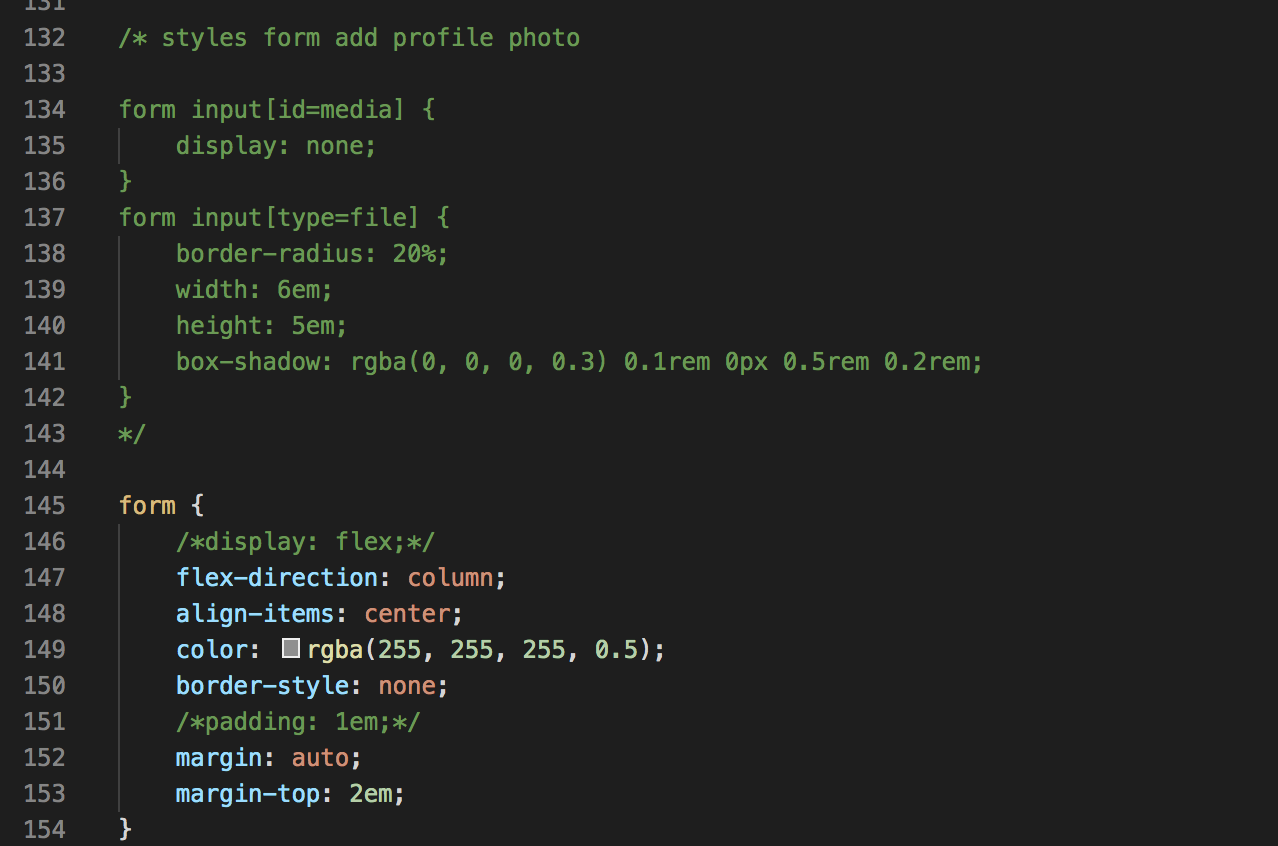 131
132 /* styles form add profile photo
133
134 form input[id=media] {
135 display: none;
136 }
137 form input[type=file] {
138 border-radius: 20%;
139 width: 6em;
140 height: 5em;
141 box-shadow: rgba(0, 0, 0, 0.3) 0.1rem 0px 0.5rem 0.2rem;
142 }
143 */
144
145 form {
146 /*display: flex;*/
147 flex-direction: column;
148 align-items: center;
149 color: rgba(255, 255, 255, 0.5);
150 border-style: none;
151 /*padding: 1em;*/
152 margin: auto;
153 margin-top: 2em;
154 }